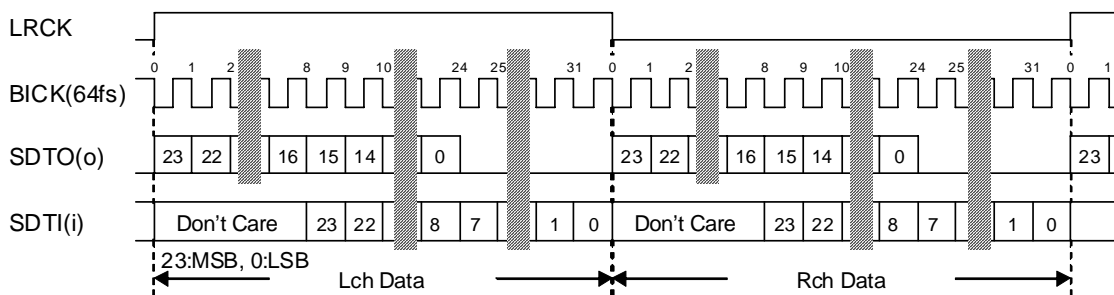 LRCK
0 1 2 8 9 10 24 25 31 0 1 2 8 9 10 24 25 31 0 1
BICK(64fs)
SDTO(o) 23 22 16 15 14 0 23 22 16 15 14 0 23
SDTI(i) Don't Care 23 22 8 7 1 0 Don't Care 23 22 8 7 1 0
23:MSB, 0:LSB
Lch Data Rch Data